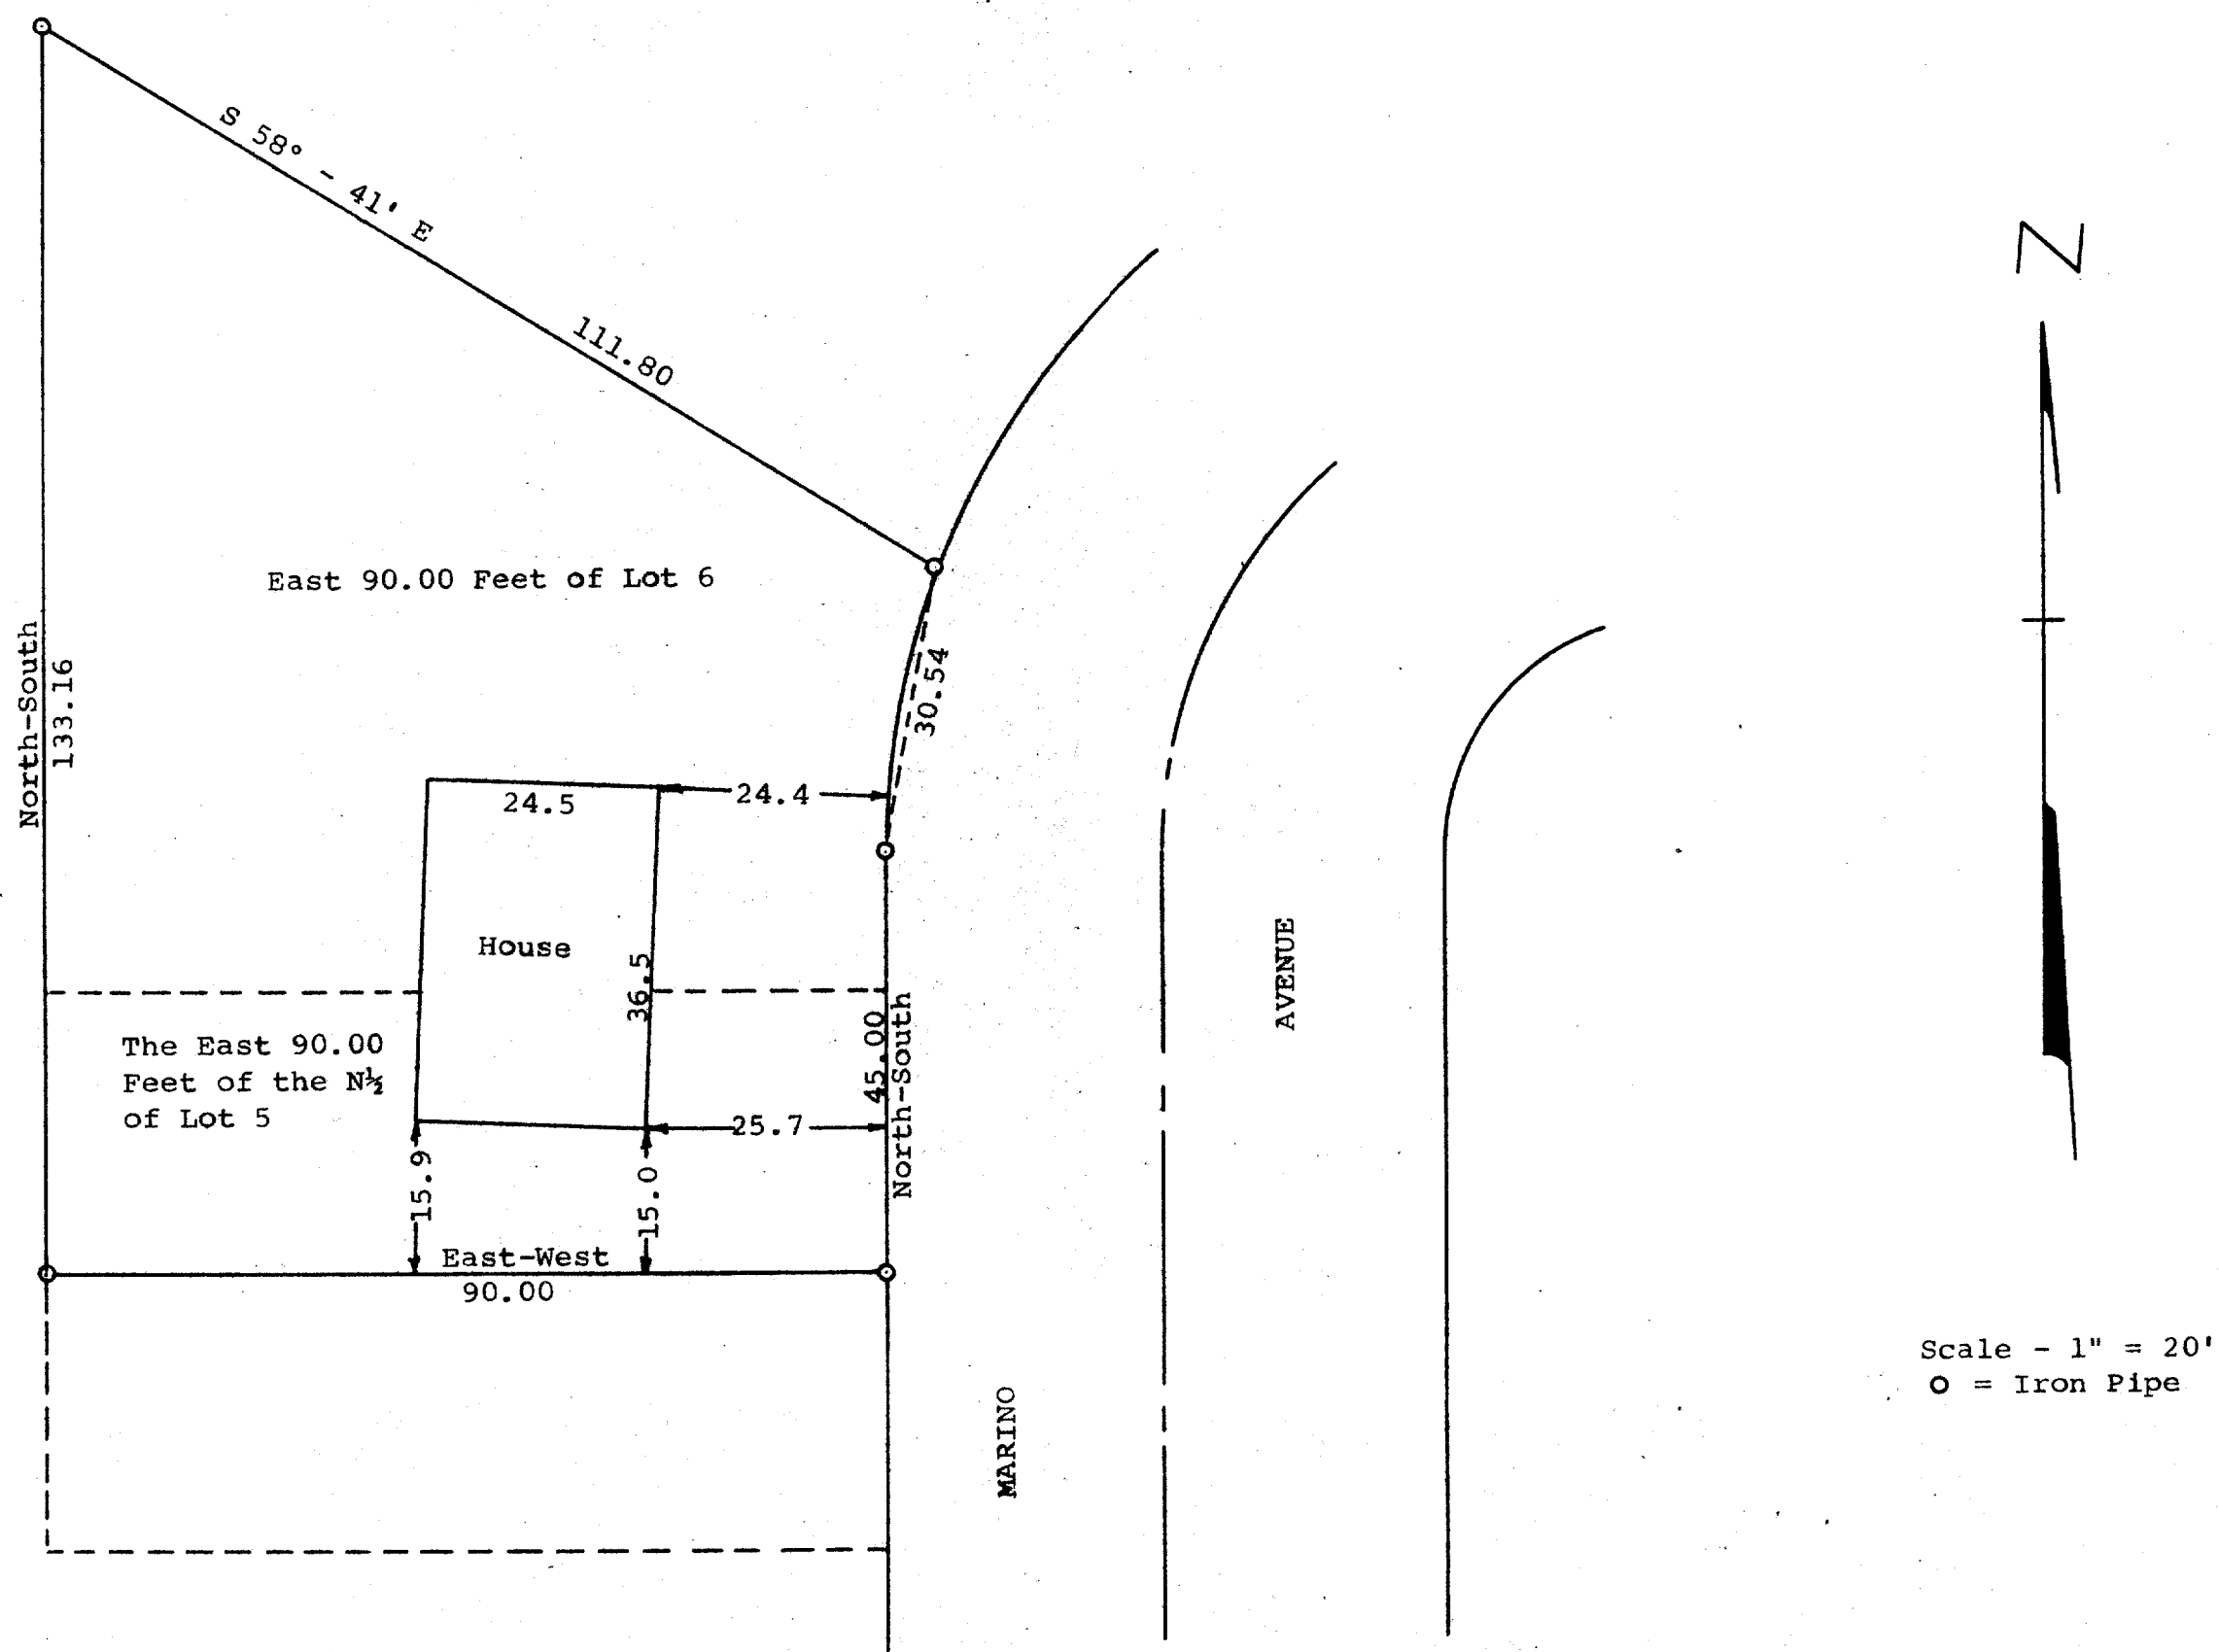 N
S 58° - 41' E
111.80
East 90.00 Feet of Lot 6
North-South
133.16
30.54
24.5
24.4
House
36.5
The East 90.00
Feet of the N½
of Lot 5
45.00
North-South
25.7
15.9
15.0
East-West
90.00
MARINO
AVENUE
Scale - 1" = 20'
O = Iron Pipe